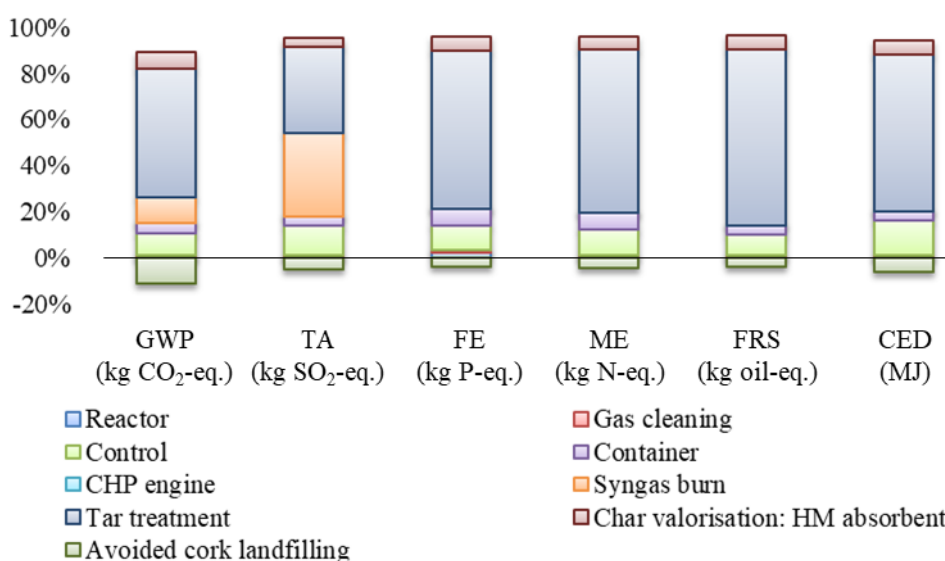 100%
80%
60%
40%
20%
0%
-20%
GWP TA FE ME FRS CED
(kg CO₂-eq.) (kg SO₂-eq.) (kg P-eq.) (kg N-eq.) (kg oil-eq.) (MJ)
Reactor Gas cleaning
Control Container
CHP engine Syngas burn
Tar treatment Char valorisation: HM absorbent
Avoided cork landfilling